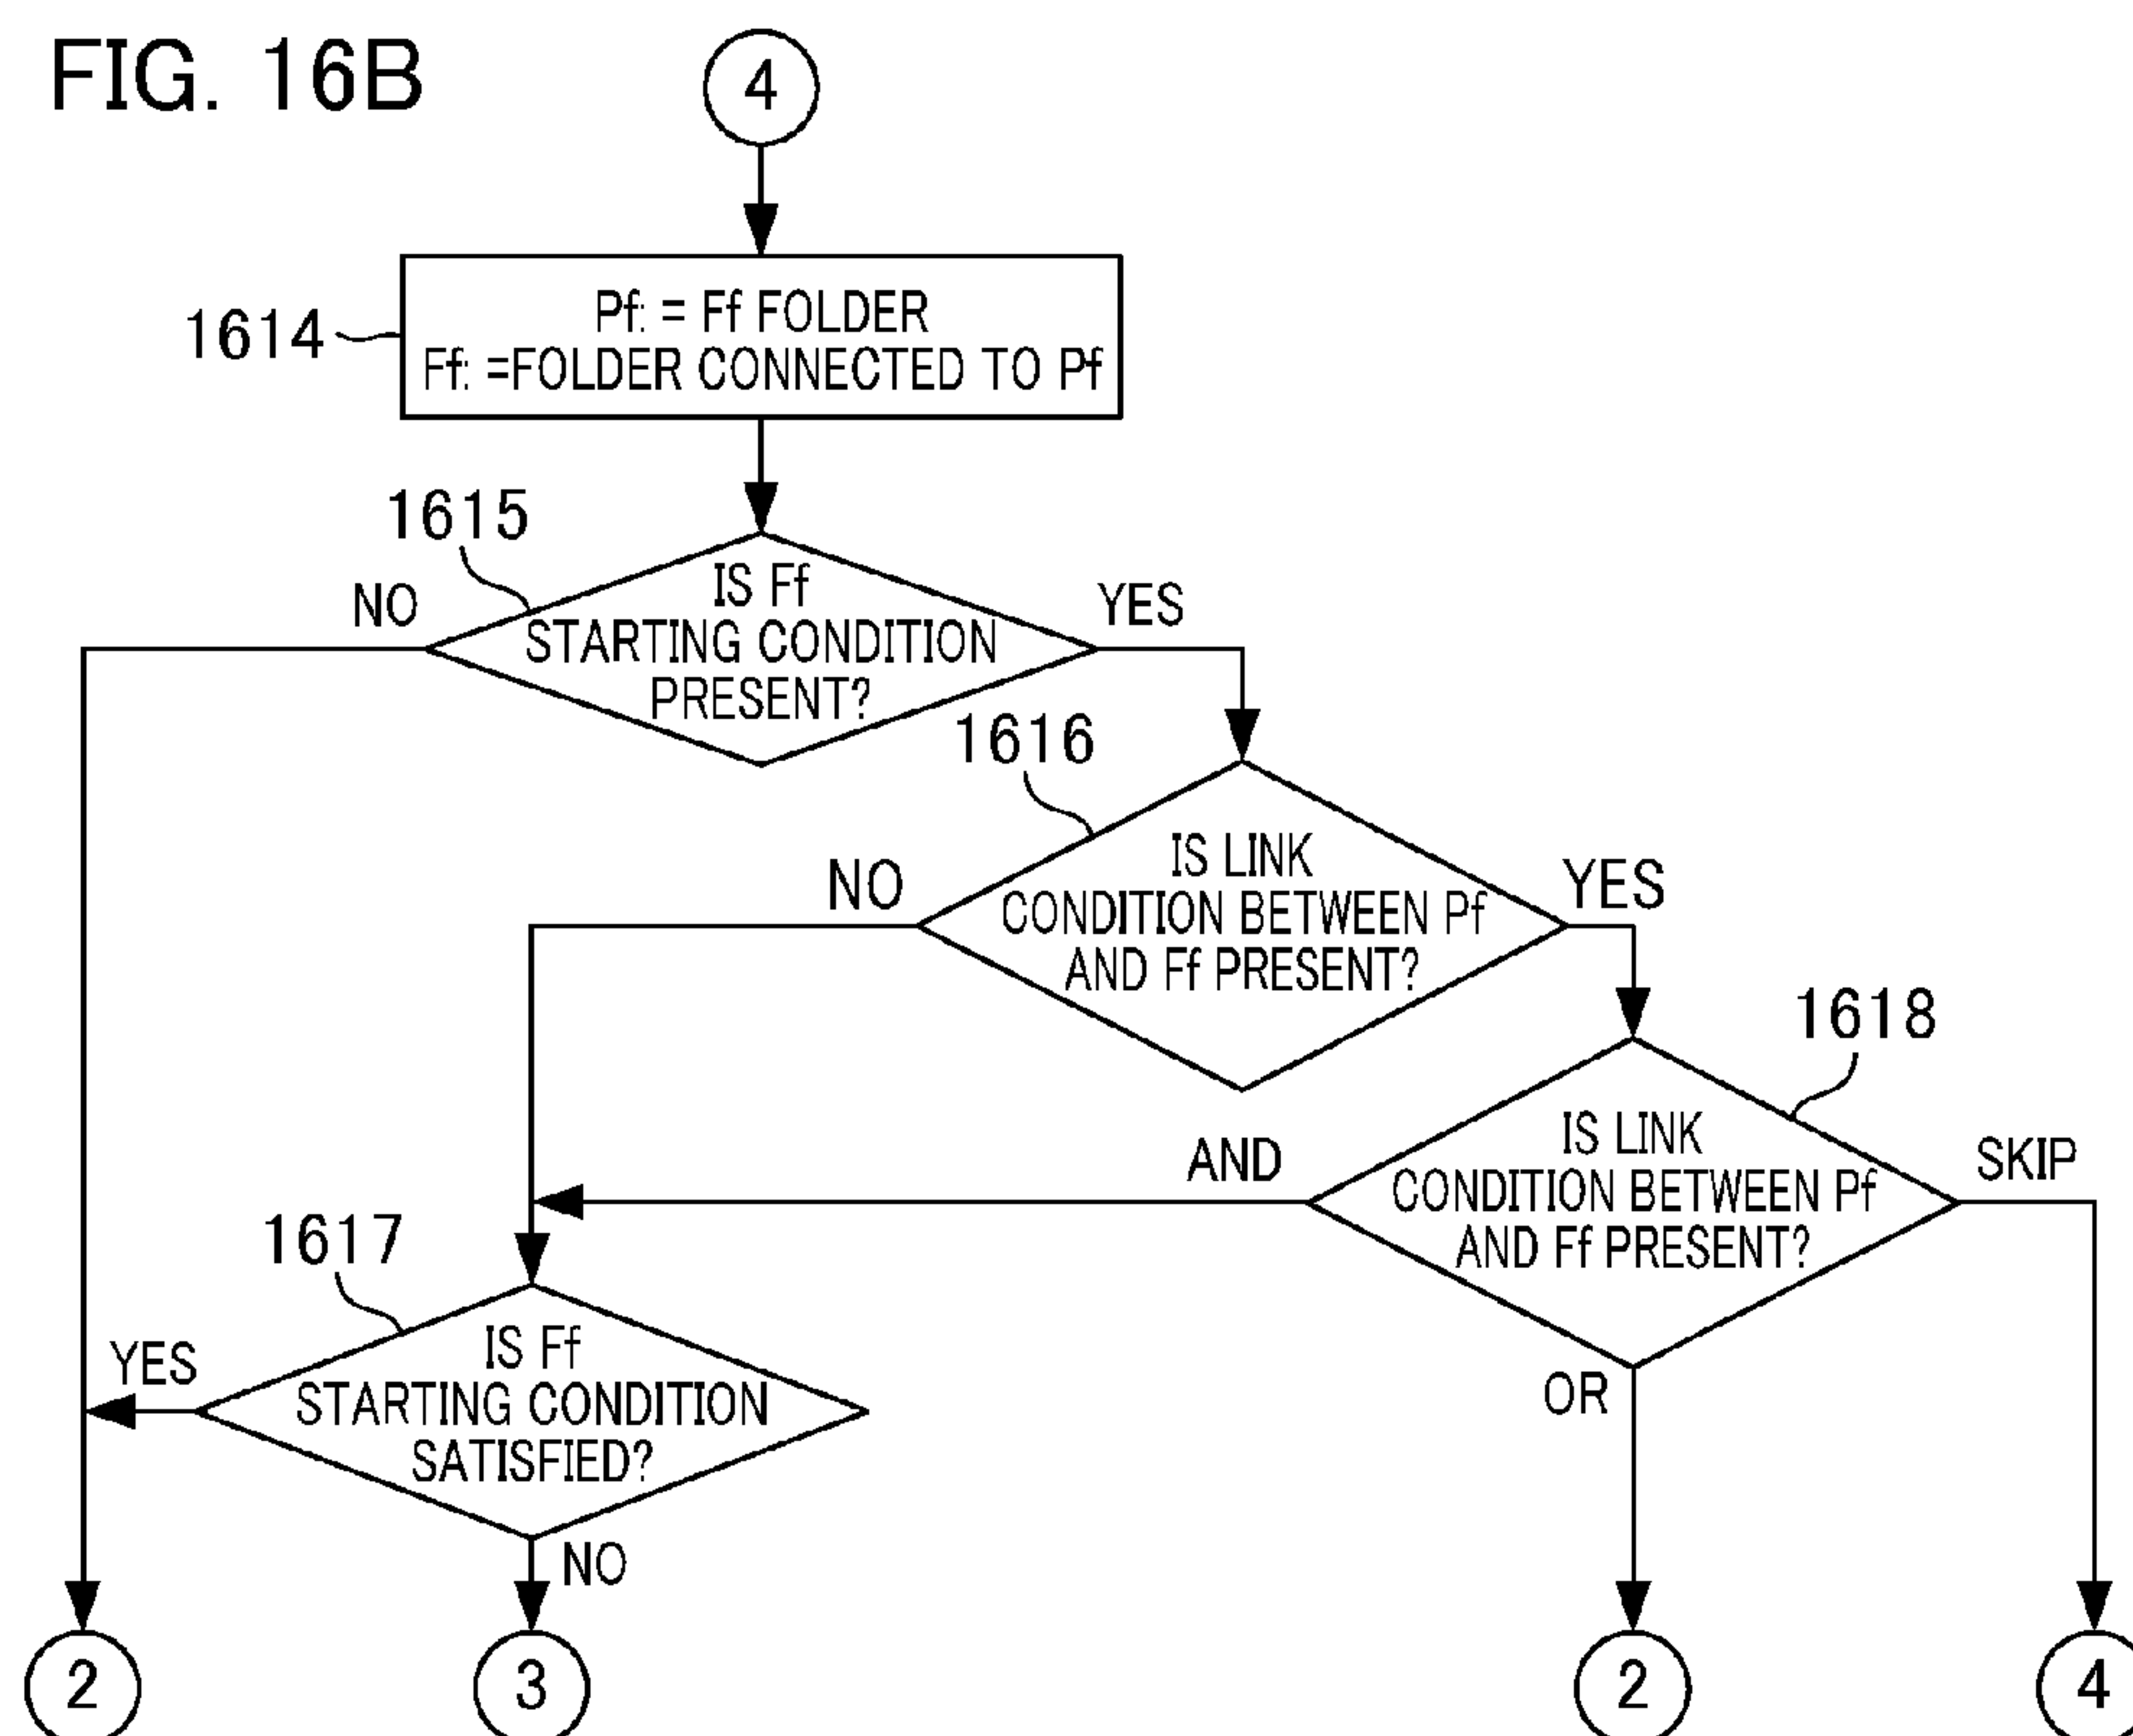 FIG. 16B
4
1614
Pf: = Ff FOLDER
Ff: =FOLDER CONNECTED TO Pf
1615
NO
IS Ff
STARTING CONDITION
PRESENT?
YES
1616
NO
IS LINK
CONDITION BETWEEN Pf
AND Ff PRESENT?
YES
1618
AND
IS LINK
CONDITION BETWEEN Pf
AND Ff PRESENT?
SKIP
OR
1617
YES
IS Ff
STARTING CONDITION
SATISFIED?
NO
2
3
2
4